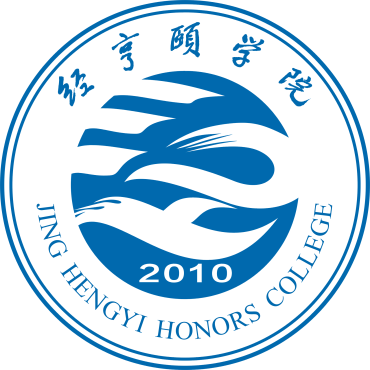 经亨颐学院
2010
JING HENGYI HONORS COLLEGE